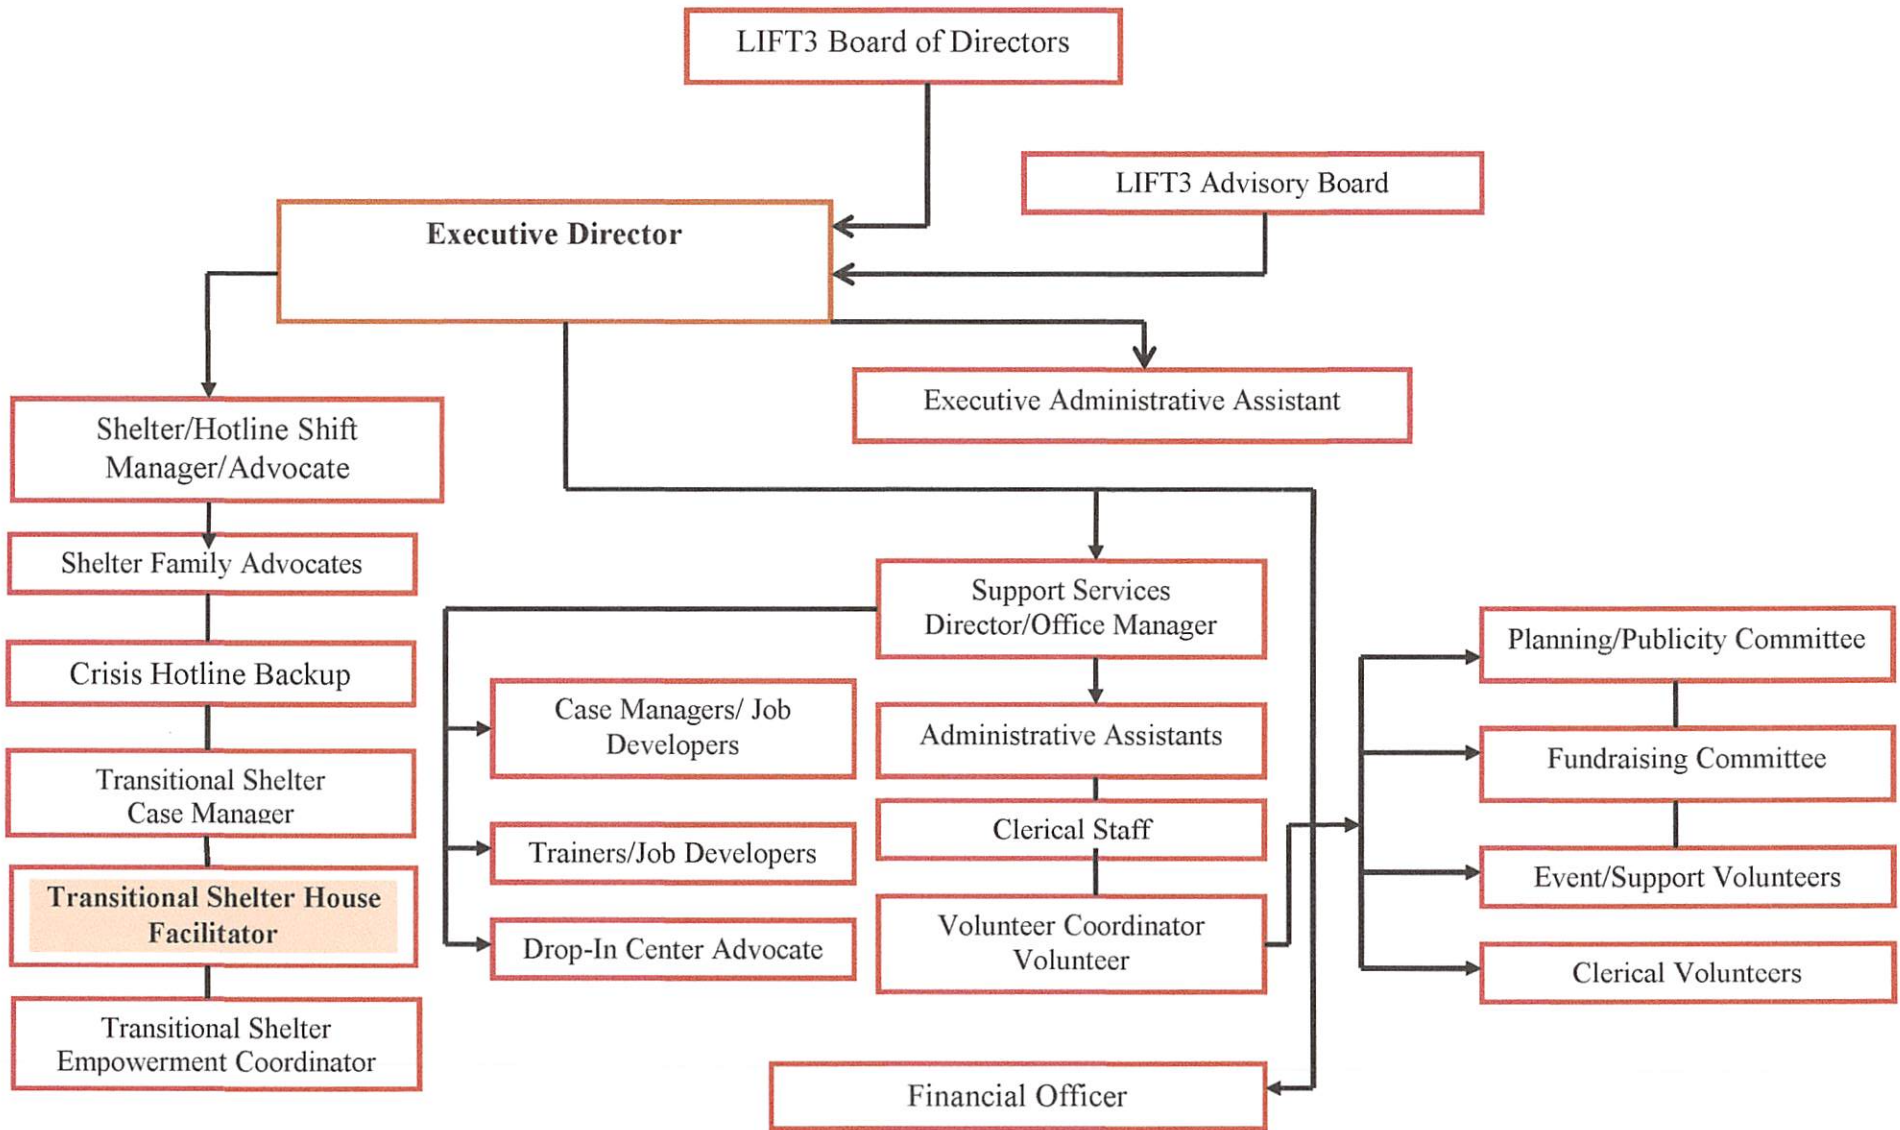 LIFT3 Board of Directors
LIFT3 Advisory Board
Executive Director
Executive Administrative Assistant
Shelter/Hotline Shift
Manager/Advocate
Shelter Family Advocates
Crisis Hotline Backup
Transitional Shelter
Case Manager
Transitional Shelter House
Facilitator
Transitional Shelter
Empowerment Coordinator
Case Managers/ Job
Developers
Trainers/Job Developers
Drop-In Center Advocate
Support Services
Director/Office Manager
Administrative Assistants
Clerical Staff
Volunteer Coordinator
Volunteer
Planning/Publicity Committee
Fundraising Committee
Event/Support Volunteers
Clerical Volunteers
Financial Officer